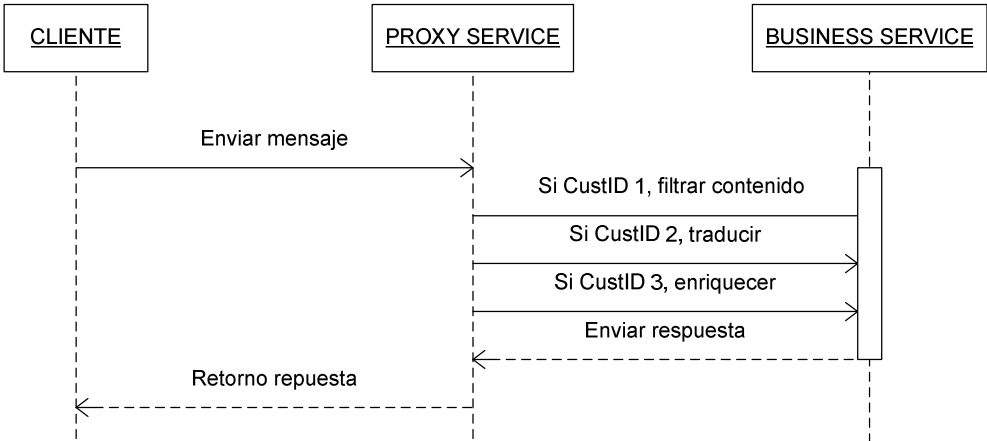 CLIENTE
PROXY SERVICE
BUSINESS SERVICE
Enviar mensaje
Si CustID 1, filtrar contenido
Si CustID 2, traducir
Si CustID 3, enriquecer
Enviar respuesta
Retorno repuesta